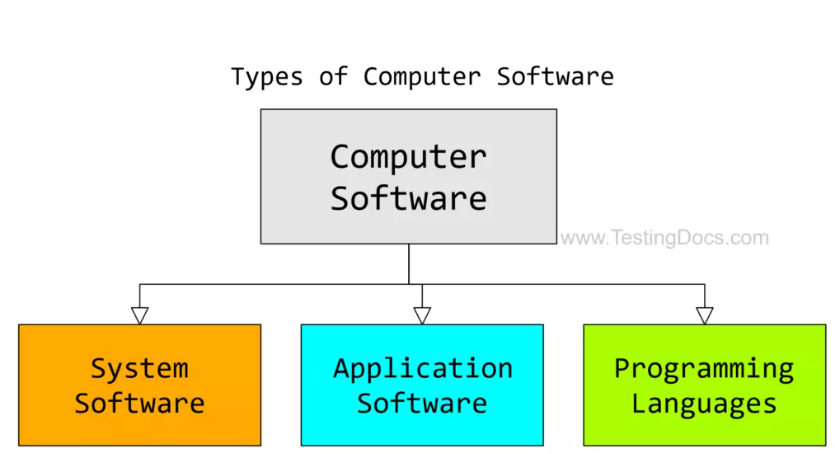 Types of Computer Software
Computer
Software
www.TestingDocs.com
System
Software
Application
Software
Programming
Languages